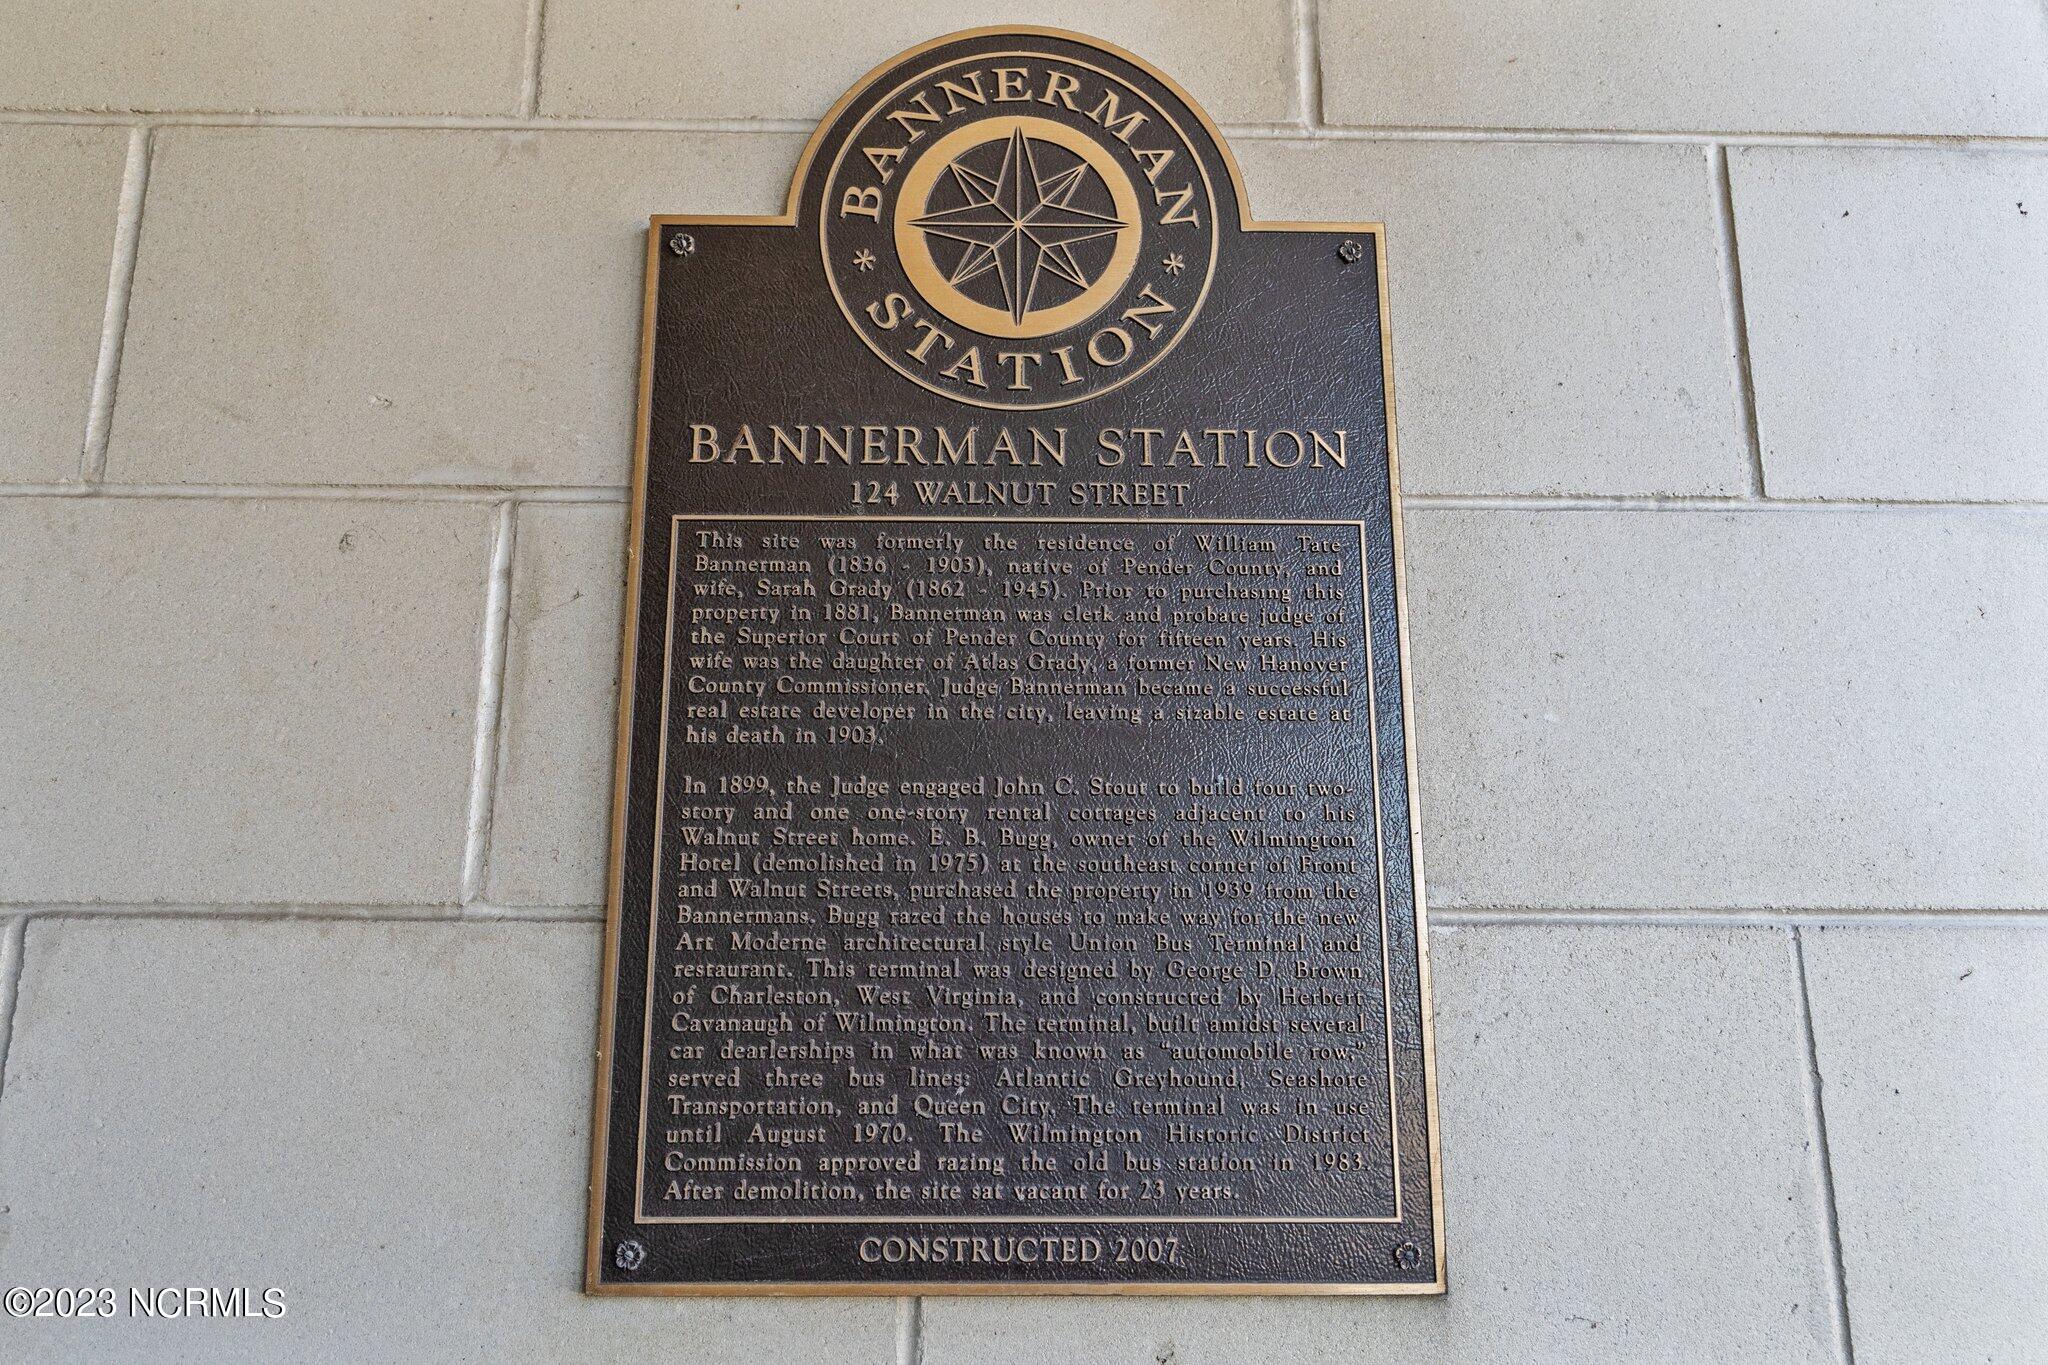 BANNERMAN
* STATION *
BANNERMAN STATION
124 WALNUT STREET
This site was formerly the residence of William Tate
Bannerman (1836 - 1903), native of Pender County, and
wife, Sarah Grady (1862 - 1945). Prior to purchasing this
property in 1881, Bannerman was clerk and probate judge of
the Superior Court of Pender County for fifteen years. His
wife was the daughter of Atlas Grady, a former New Hanover
County Commissioner. Judge Bannerman became a successful
real estate developer in the city, leaving a sizable estate at
his death in 1903.
In 1899, the Judge engaged John C. Stout to build four two-
story and one one-story rental cottages adjacent to his
Walnut Street home. E. B. Bugg, owner of the Wilmington
Hotel (demolished in 1975) at the southeast corner of Front
and Walnut Streets, purchased the property in 1939 from the
Bannermans. Bugg razed the houses to make way for the new
Art Moderne architectural style Union Bus Terminal and
restaurant. This terminal was designed by George D. Brown
of Charleston, West Virginia, and constructed by Herbert
Cavanaugh of Wilmington. The terminal, built amidst several
car dearlerships in what was known as "automobile row,"
served three bus lines: Atlantic Greyhound, Seashore
Transportation, and Queen City. The terminal was in use
until August 1970. The Wilmington Historic District
Commission approved razing the old bus station in 1983.
After demolition, the site sat vacant for 23 years.
CONSTRUCTED 2007
©2023 NCRMLS